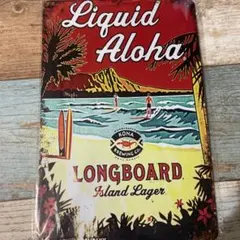 Liquid
Aloha
KONA
BREWING CO.
LONGBOARD
Island Lager